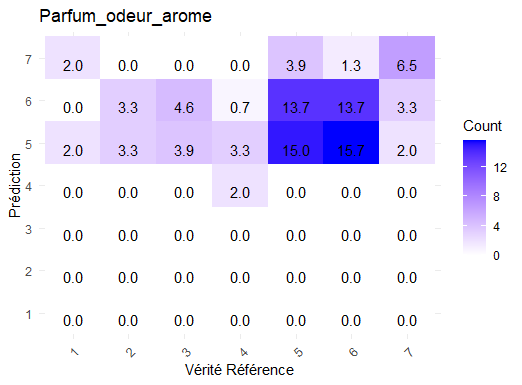 Parfum_odeur_arome
7 2.0 0.0 0.0 0.0 3.9 1.3 6.5
6 0.0 3.3 4.6 0.7 13.7 13.7 3.3
5 2.0 3.3 3.9 3.3 15.0 15.7 2.0
4 0.0 0.0 0.0 2.0 0.0 0.0 0.0
3 0.0 0.0 0.0 0.0 0.0 0.0 0.0
2 0.0 0.0 0.0 0.0 0.0 0.0 0.0
1 0.0 0.0 0.0 0.0 0.0 0.0 0.0
1 2 3 4 5 6 7
Vérité Référence
Prédiction
Count
12
8
4
0